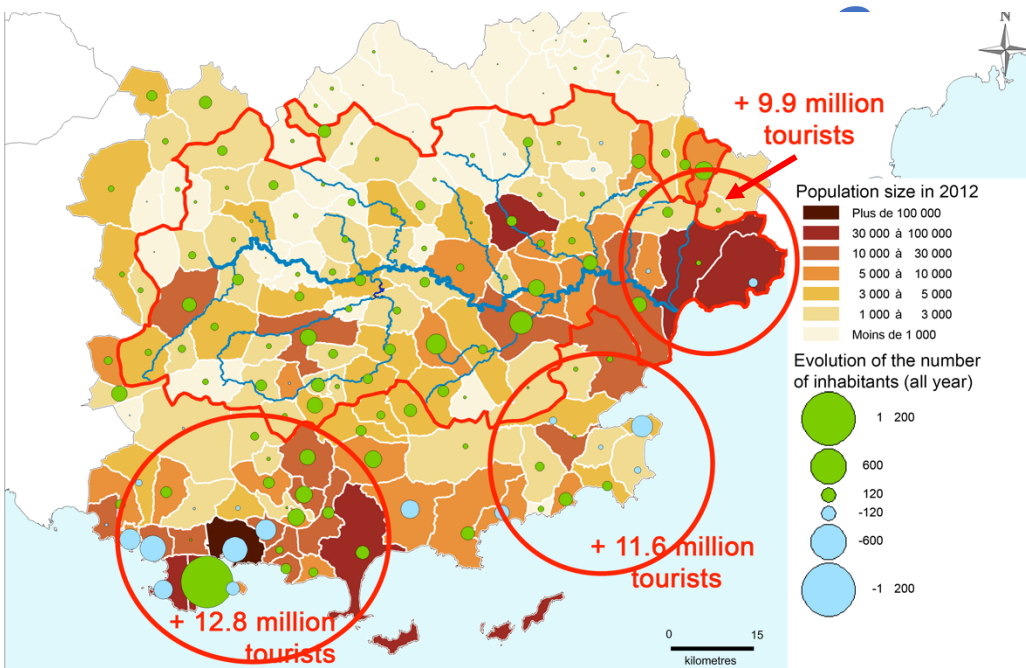 N
+ 9.9 million
tourists
Population size in 2012
Plus de 100 000
30 000 à 100 000
10 000 à 30 000
5 000 à 10 000
3 000 à 5 000
1 000 à 3 000
Moins de 1 000
Evolution of the number
of inhabitants (all year)
1 200
600
120
-120
-600
-1 200
+ 11.6 million
tourists
+ 12.8 million
tourists
0 15
kilometres